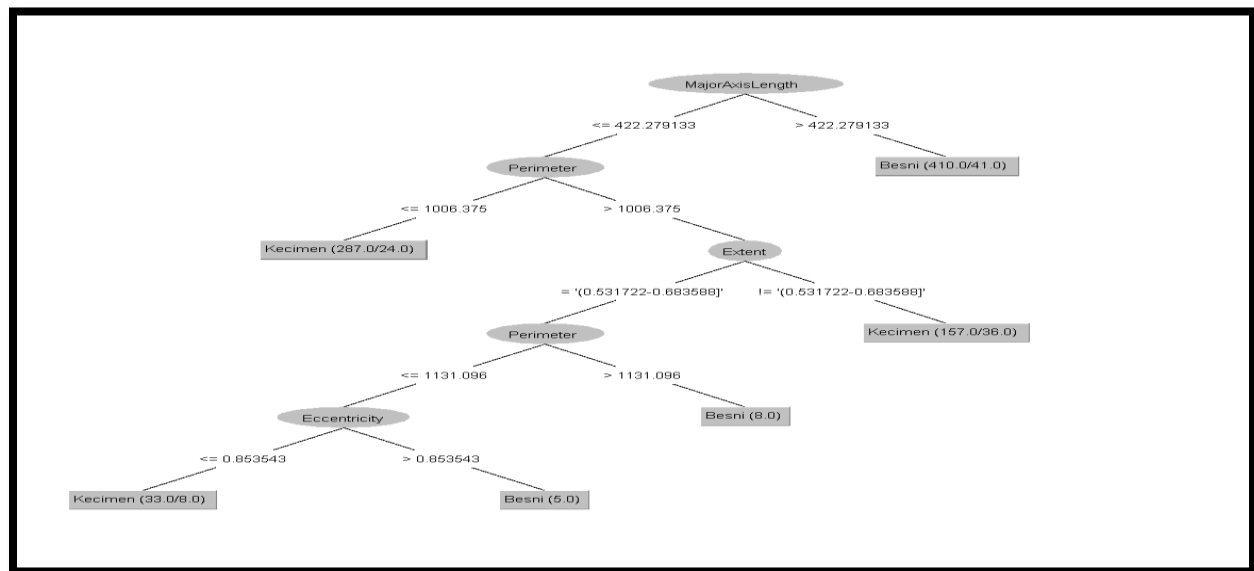 MajorAxisLength
<= 422.279133
> 422.279133
Perimeter
Besni (410.0/41.0)
<= 1006.375
> 1006.375
Kecimen (287.0/24.0)
Extent
= '(0.531722-0.683588]'
!= '(0.531722-0.683588]'
Perimeter
Kecimen (157.0/36.0)
<= 1131.096
> 1131.096
Eccentricity
Besni (8.0)
<= 0.853543
> 0.853543
Kecimen (33.0/8.0)
Besni (5.0)